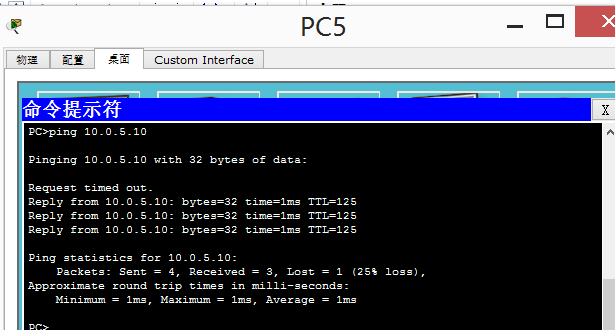 PC5
物理 配置 桌面 Custom Interface
命令提示符 X
PC>ping 10.0.5.10
Pinging 10.0.5.10 with 32 bytes of data:
Request timed out.
Reply from 10.0.5.10: bytes=32 time=1ms TTL=125
Reply from 10.0.5.10: bytes=32 time=1ms TTL=125
Reply from 10.0.5.10: bytes=32 time=1ms TTL=125
Ping statistics for 10.0.5.10:
Packets: Sent = 4, Received = 3, Lost = 1 (25% loss),
Approximate round trip times in milli-seconds:
Minimum = 1ms, Maximum = 1ms, Average = 1ms
PC>